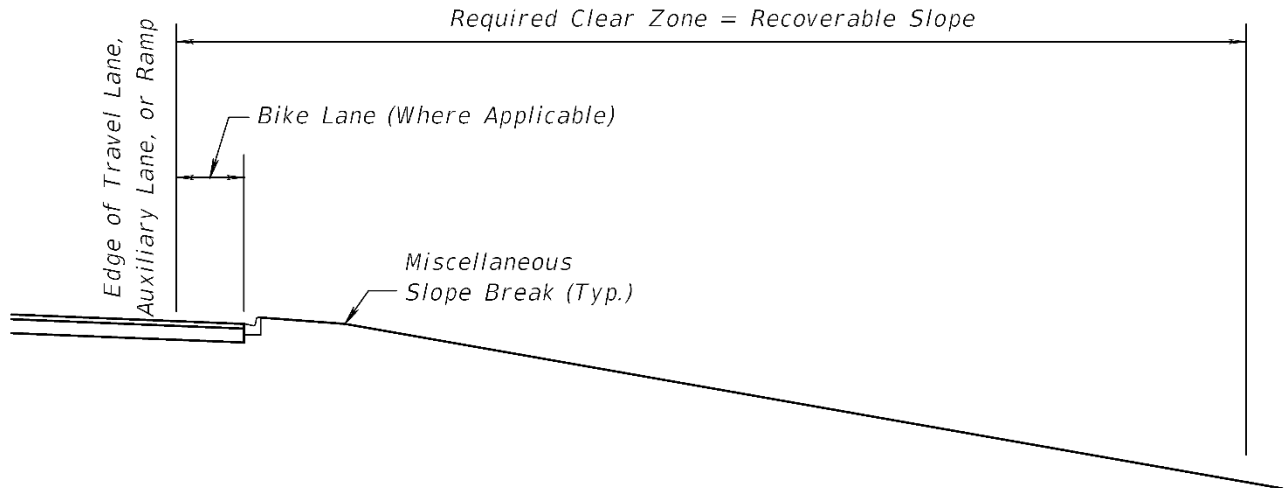 Required Clear Zone = Recoverable Slope
Edge of Travel Lane,
Auxiliary Lane, or Ramp
Bike Lane (Where Applicable)
Miscellaneous
Slope Break (Typ.)